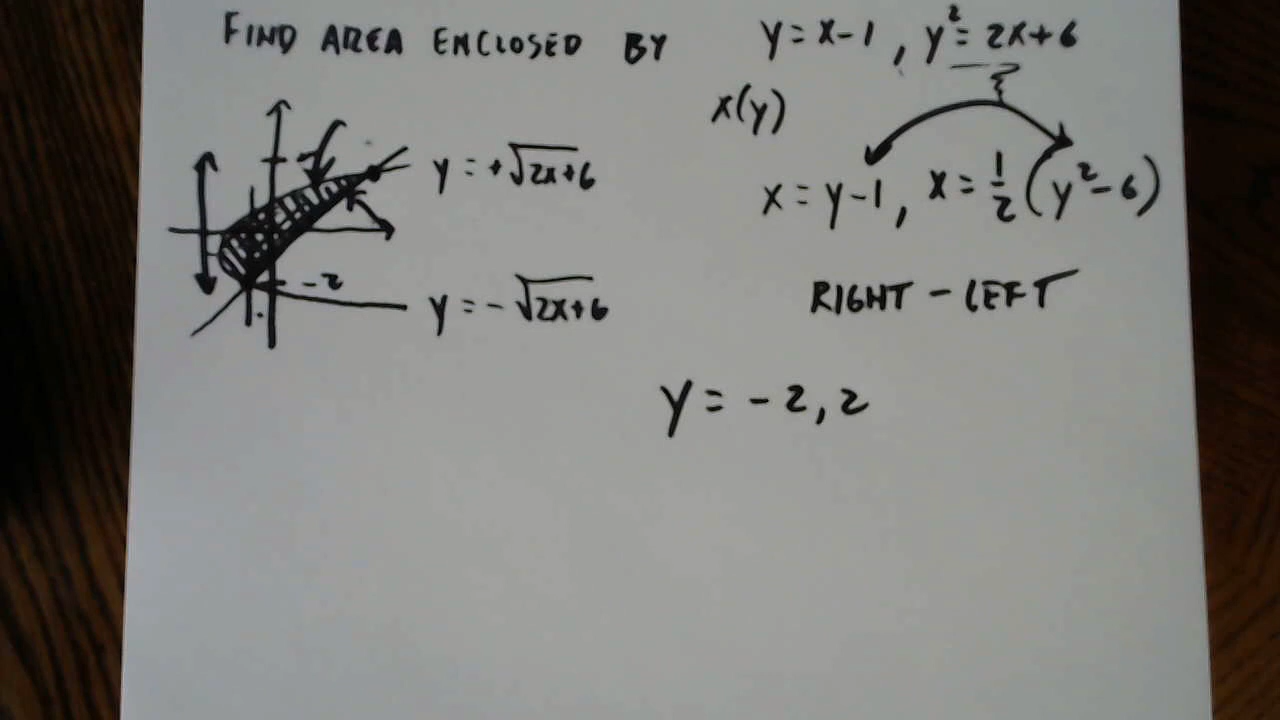 FIND AREA ENCLOSED BY y = x-1 , y² = 2x+6
x(y)
y = +√2x+6
x = y-1 , x = 1/2 (y²-6)
-2
RIGHT - LEFT
y = -√2x+6
y = -2, 2